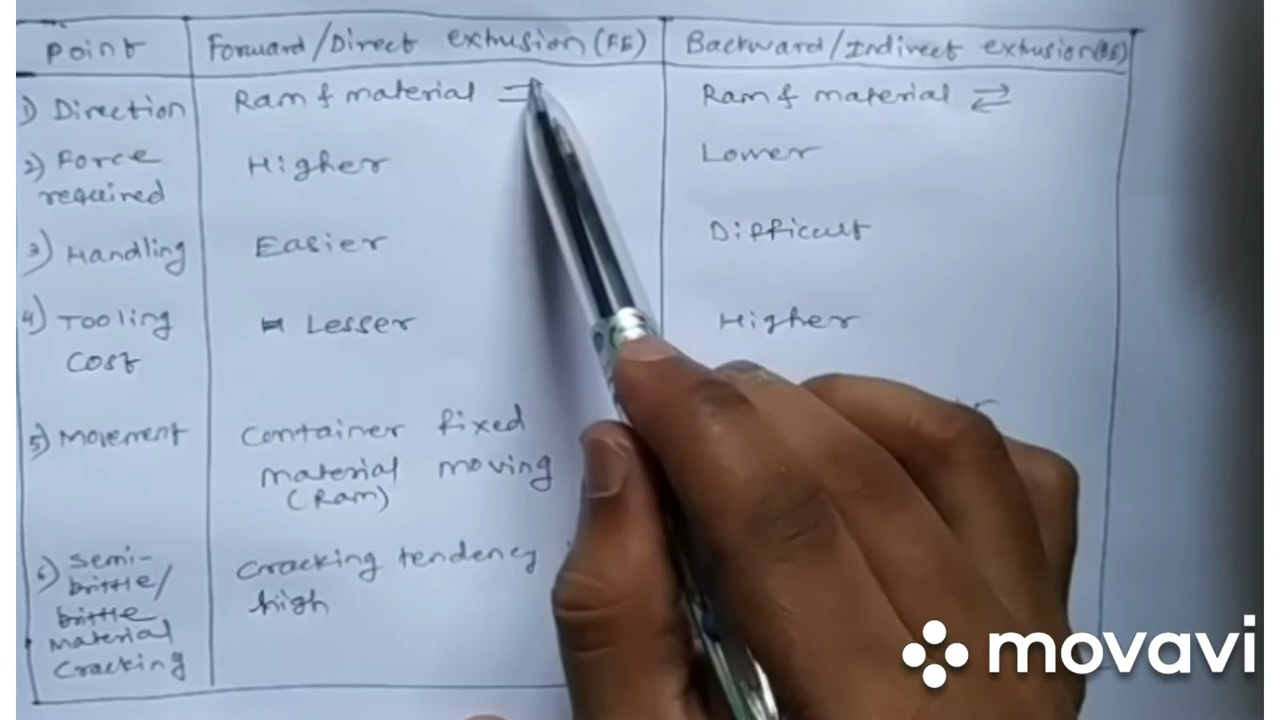 Point Forward/Direct extrusion (FE) Backward/Indirect extrusion (BE)
1) Direction Ram & material Ram & material ⇄
2) Force Higher Lower
required
3) Handling Easier Difficult
4) Tooling Lesser Higher
cost
5) Movement Container fixed
material moving
(Ram)
6) Semi- Cracking tendency
brittle/ high
brittle
material
cracking
movavi